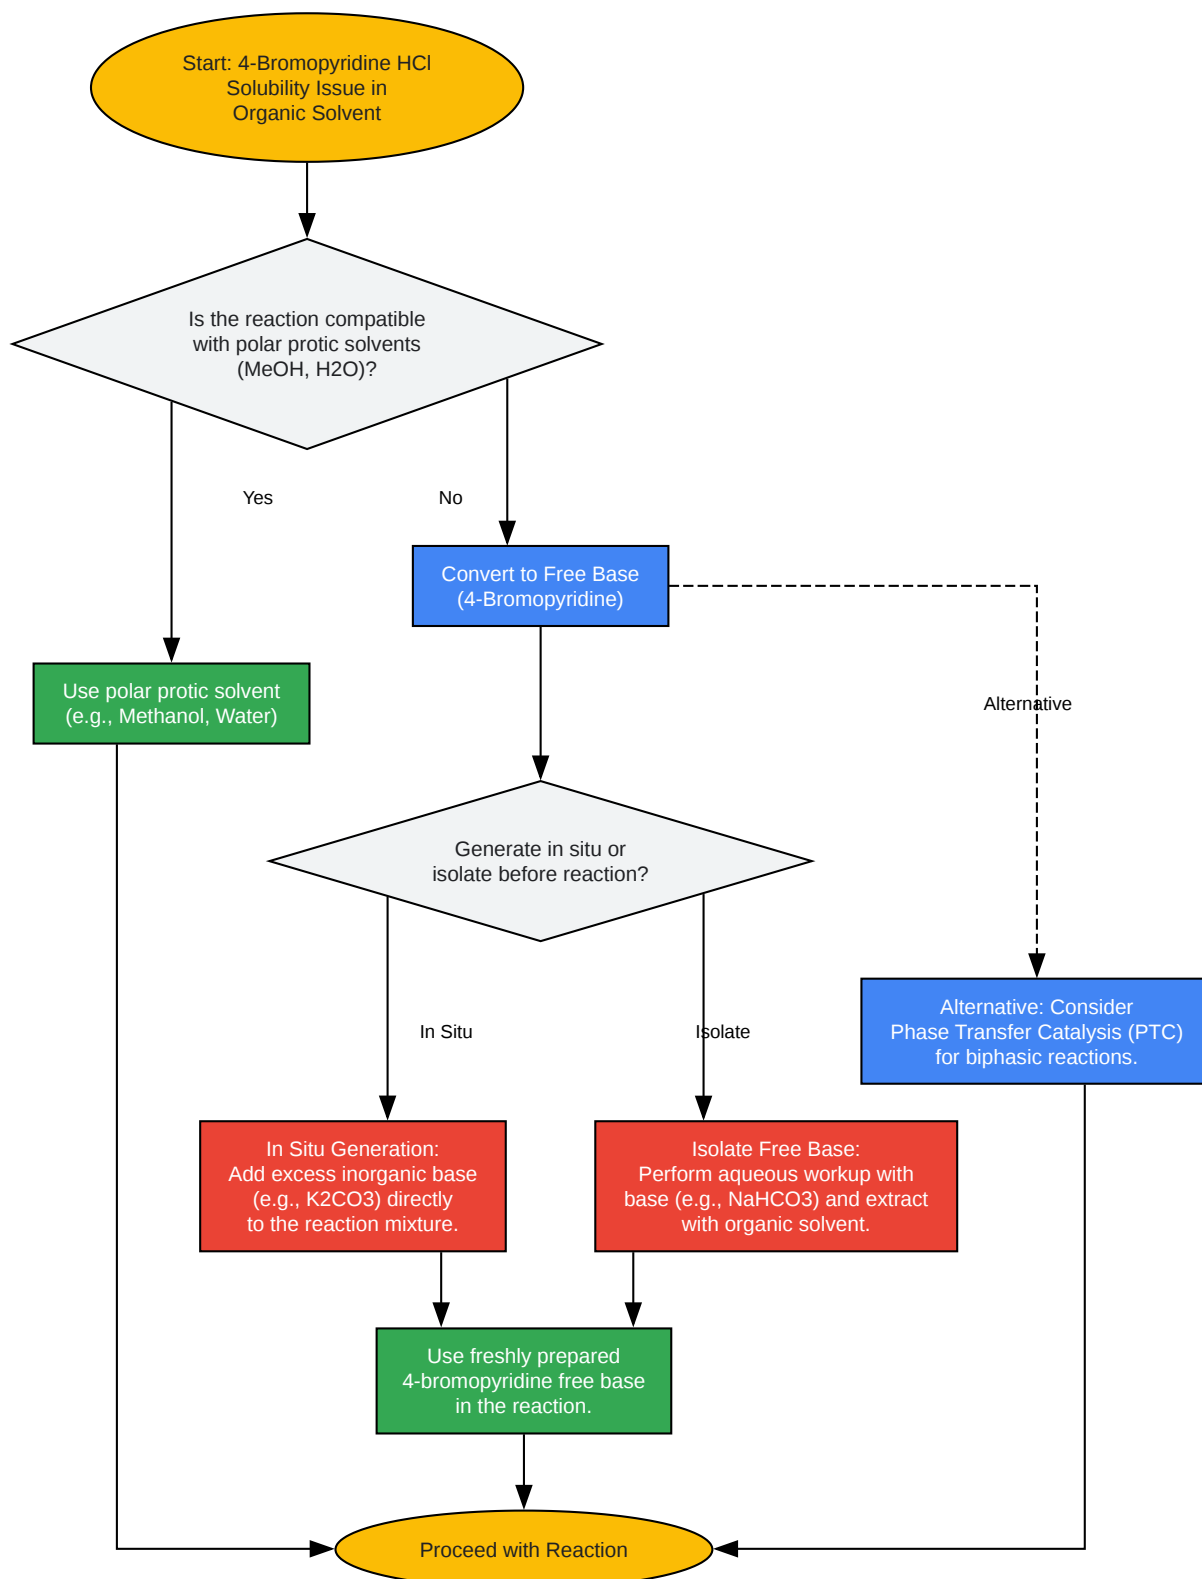 Start: 4-Bromopyridine HCl
Solubility Issue in
Organic Solvent
Is the reaction compatible
with polar protic solvents
(MeOH, H2O)?
Yes
No
Convert to Free Base
(4-Bromopyridine)
Use polar protic solvent
(e.g., Methanol, Water)
Alternative
Generate in situ or
isolate before reaction?
In Situ
Isolate
Alternative: Consider
Phase Transfer Catalysis (PTC)
for biphasic reactions.
In Situ Generation:
Add excess inorganic base
(e.g., K2CO3) directly
to the reaction mixture.
Isolate Free Base:
Perform aqueous workup with
base (e.g., NaHCO3) and extract
with organic solvent.
Use freshly prepared
4-bromopyridine free base
in the reaction.
Proceed with Reaction